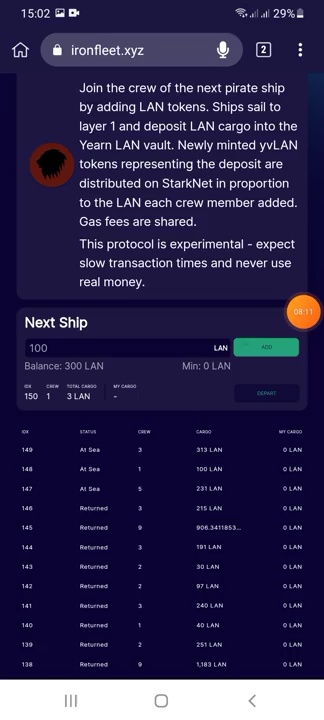 15:02 29%
ironfleet.xyz 2
Join the crew of the next pirate ship
by adding LAN tokens. Ships sail to
layer 1 and deposit LAN cargo into the
Yearn LAN vault. Newly minted yvLAN
tokens representing the deposit are
distributed on StarkNet in proportion
to the LAN each crew member added.
Gas fees are shared.
This protocol is experimental - expect
slow transaction times and never use
real money.
08:11
Next Ship
100 LAN ADD
Balance: 300 LAN Min: 0 LAN
IDX CREW TOTAL CARGO MY CARGO
150 1 3 LAN - DEPART
IDX STATUS CREW CARGO MY CARGO
149 At Sea 3 313 LAN 0 LAN
148 At Sea 1 100 LAN 0 LAN
147 At Sea 5 231 LAN 0 LAN
146 Returned 3 215 LAN 0 LAN
145 Returned 9 906.3411853... 0 LAN
144 Returned 3 191 LAN 0 LAN
143 Returned 2 30 LAN 0 LAN
142 Returned 2 97 LAN 0 LAN
141 Returned 3 240 LAN 0 LAN
140 Returned 1 40 LAN 0 LAN
139 Returned 2 251 LAN 0 LAN
138 Returned 9 1,183 LAN 0 LAN